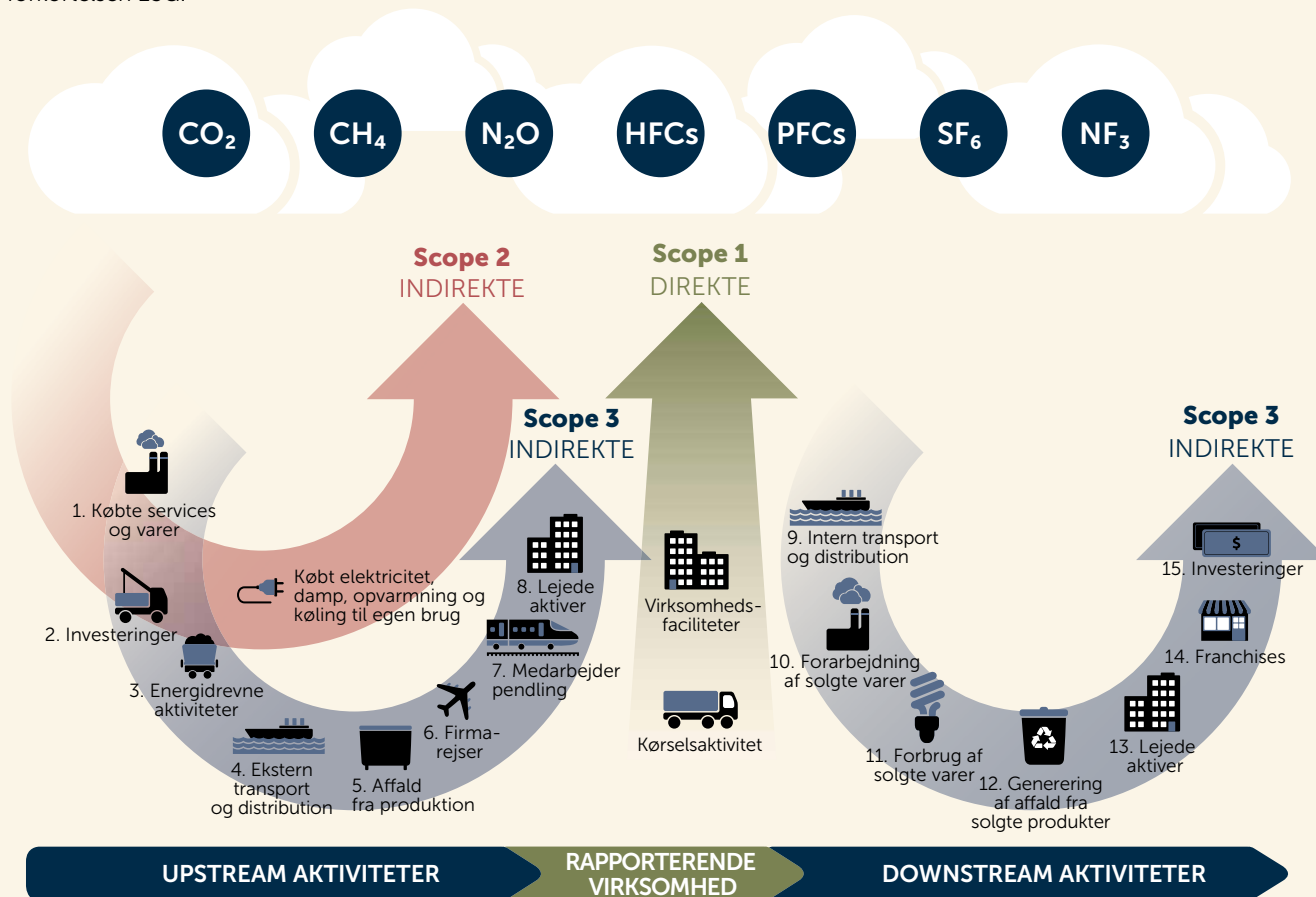 CO₂
CH₄
N₂O
HFCs
PFCs
SF₆
NF₃
Scope 2
INDIREKTE
Scope 1
DIREKTE
Scope 3
INDIREKTE
Scope 3
INDIREKTE
1. Købte services
og varer
2. Investeringer
3. Energidrevne
aktiviteter
4. Ekstern
transport
og distribution
5. Affald
fra produktion
6. Firma-
rejser
7. Medarbejder
pendling
8. Lejede
aktiver
Købt elektricitet,
damp, opvarmning og
køling til egen brug
Virksomheds-
faciliteter
Kørselsaktivitet
9. Intern transport
og distribution
10. Forarbejdning
af solgte varer
11. Forbrug af
solgte varer
12. Generering
af affald fra
solgte produkter
13. Lejede
aktiver
14. Franchises
$
15. Investeringer
UPSTREAM AKTIVITETER
RAPPORTERENDE
VIRKSOMHED
DOWNSTREAM AKTIVITETER